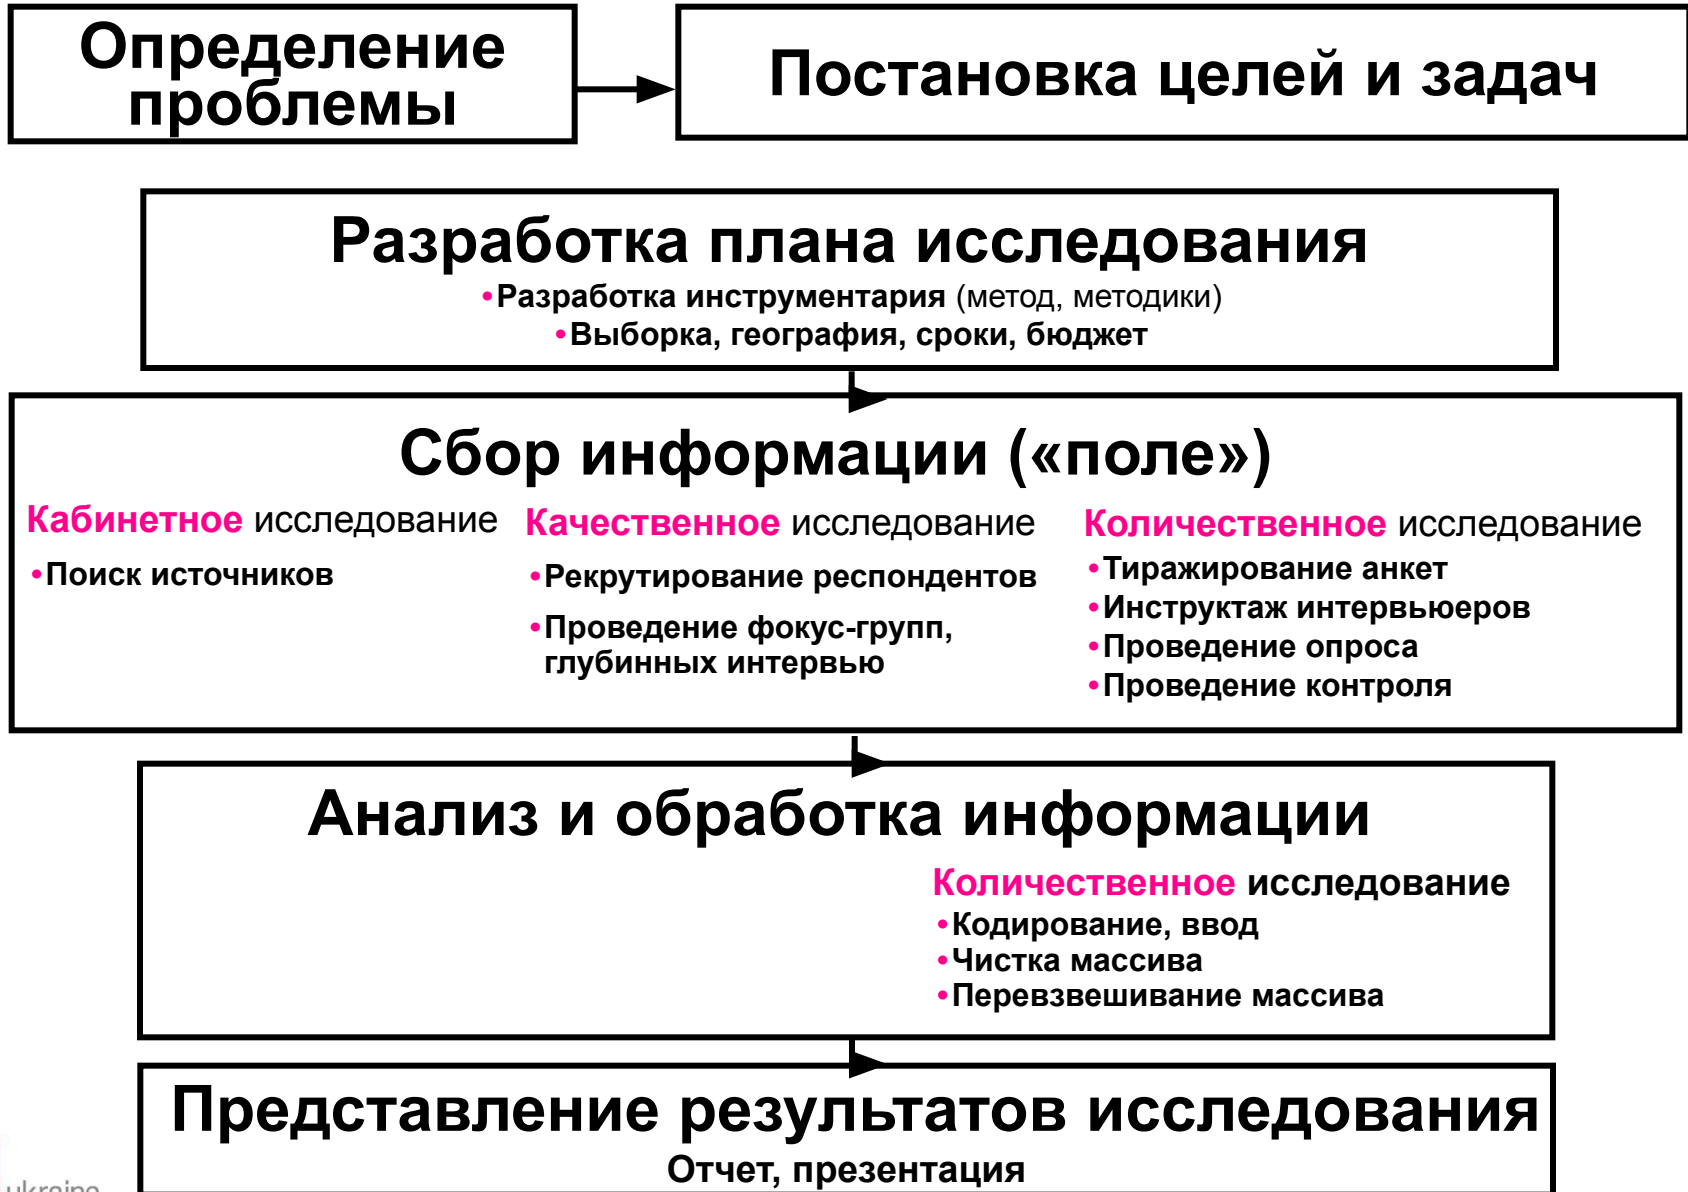 Определение
проблемы
Постановка целей и задач
Разработка плана исследования
•Разработка инструментария (метод, методики)
•Выборка, география, сроки, бюджет
Сбор информации («поле»)
Кабинетное исследование
•Поиск источников
Качественное исследование
•Рекрутирование респондентов
•Проведение фокус-групп,
глубинных интервью
Количественное исследование
•Тиражирование анкет
•Инструктаж интервьюеров
•Проведение опроса
•Проведение контроля
Анализ и обработка информации
Количественное исследование
•Кодирование, ввод
•Чистка массива
•Перевзвешивание массива
Представление результатов исследования
Отчет, презентация
ukraine